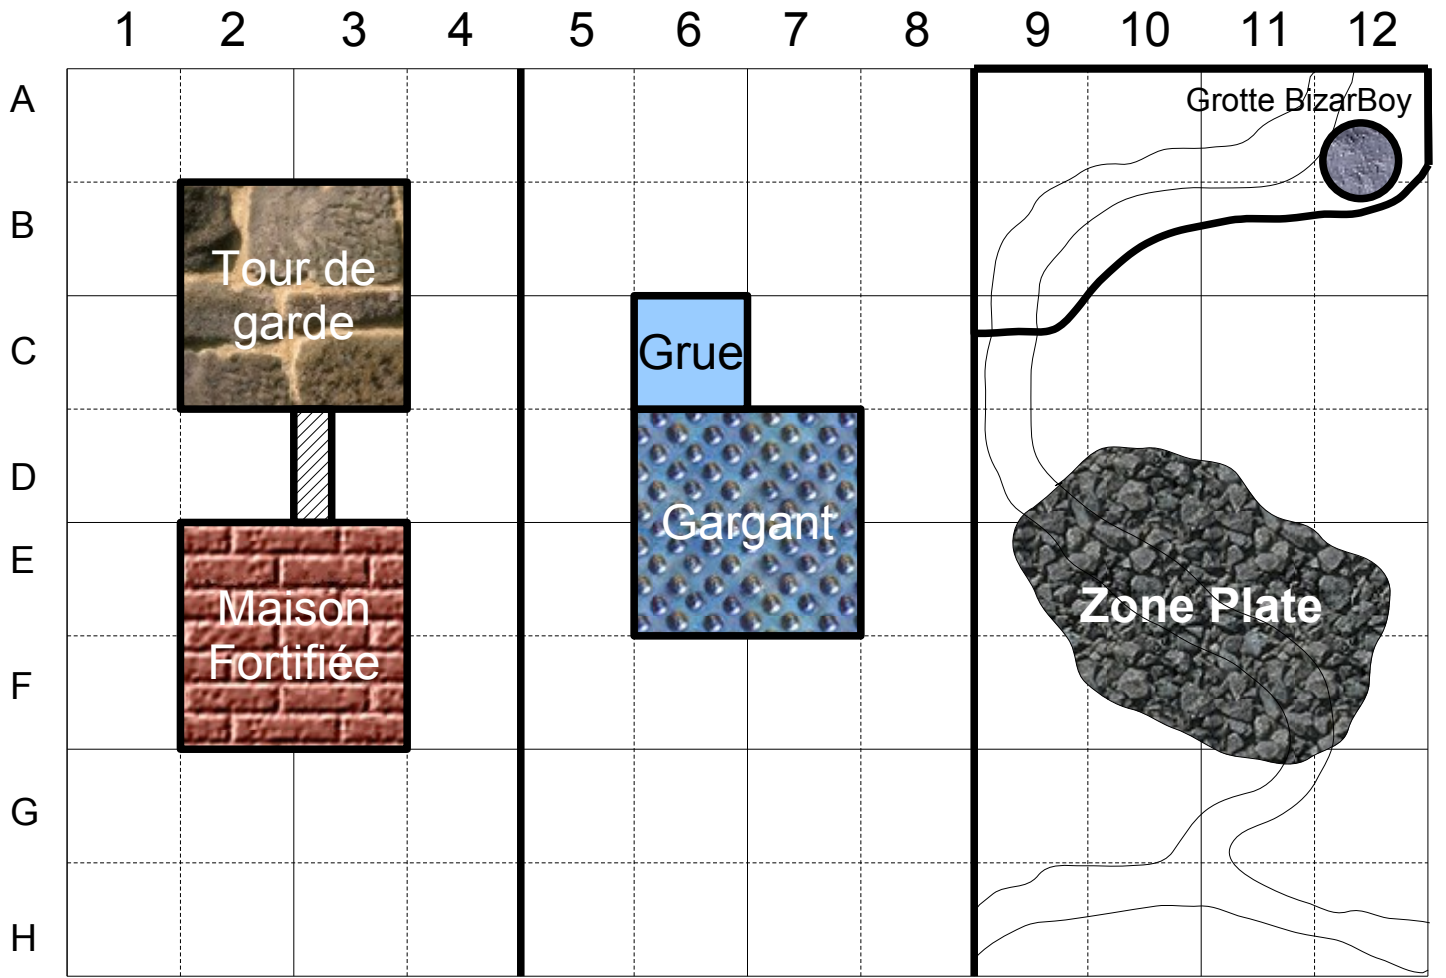 1 2 3 4 5 6 7 8 9 10 11 12
A
Grotte BizarBoy
B
Tour de
garde
C
Grue
D
Gargant
E
Maison
Zone Plate
Fortifiée
F
G
H